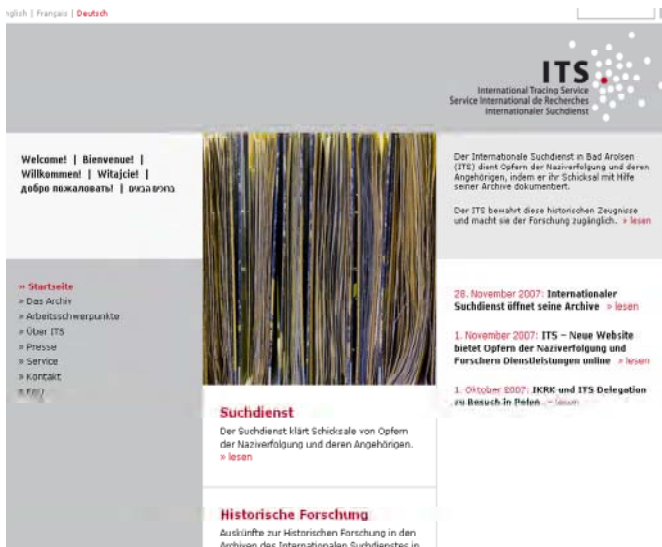 English | Français | Deutsch
ITS
International Tracing Service
Service International de Recherches
Internationaler Suchdienst
Welcome! | Bienvenue! |
Willkommen! | Witajcie! |
добро пожаловать! | ברוכים הבאים
Der Internationale Suchdienst in Bad Arolsen
(ITS) dient Opfern der Naziverfolgung und deren
Angehörigen, indem er ihr Schicksal mit Hilfe
seiner Archive dokumentiert.
Der ITS bewahrt diese historischen Zeugnisse
und macht sie der Forschung zugänglich. » lesen
» Startseite
» Das Archiv
» Arbeitsschwerpunkte
» Über ITS
» Presse
» Service
» Kontakt
» FAQ
28. November 2007: Internationaler
Suchdienst öffnet seine Archive » lesen
1. November 2007: ITS – Neue Website
bietet Opfern der Naziverfolgung und
Forschern Dienstleistungen online » lesen
1. Oktober 2007: IKRK und ITS Delegation
zu Besuch in Polen » lesen
Suchdienst
Der Suchdienst klärt Schicksale von Opfern
der Naziverfolgung und deren Angehörigen.
» lesen
Historische Forschung
Auskünfte zur Historischen Forschung in den
Archiven des Internationalen Suchdienstes in